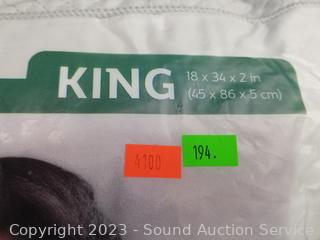 KING
18 x 34 x 2 in
(45 x 86 x 5 cm)
4100
194.
Copyright 2023 - Sound Auction Service